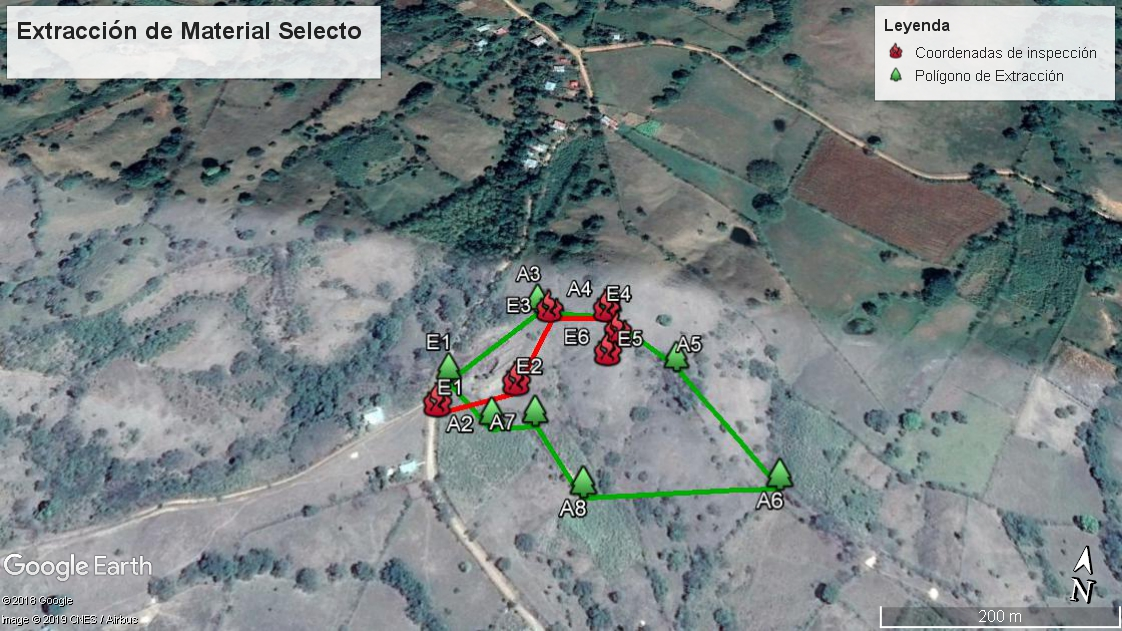 Extracción de Material Selecto
Leyenda
Coordenadas de inspección
Polígono de Extracción
A3
A4
E4
E3
E6
E5
A5
E1
E2
E1
A2
A7
A8
A6
Google Earth
N
©2018 Google
Image © 2019 CNES / Airbus
200 m